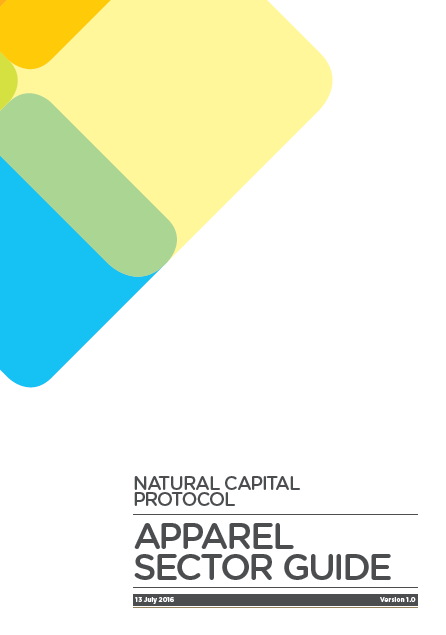 NATURAL CAPITAL
PROTOCOL
APPAREL
SECTOR GUIDE
13 July 2016 Version 1.0